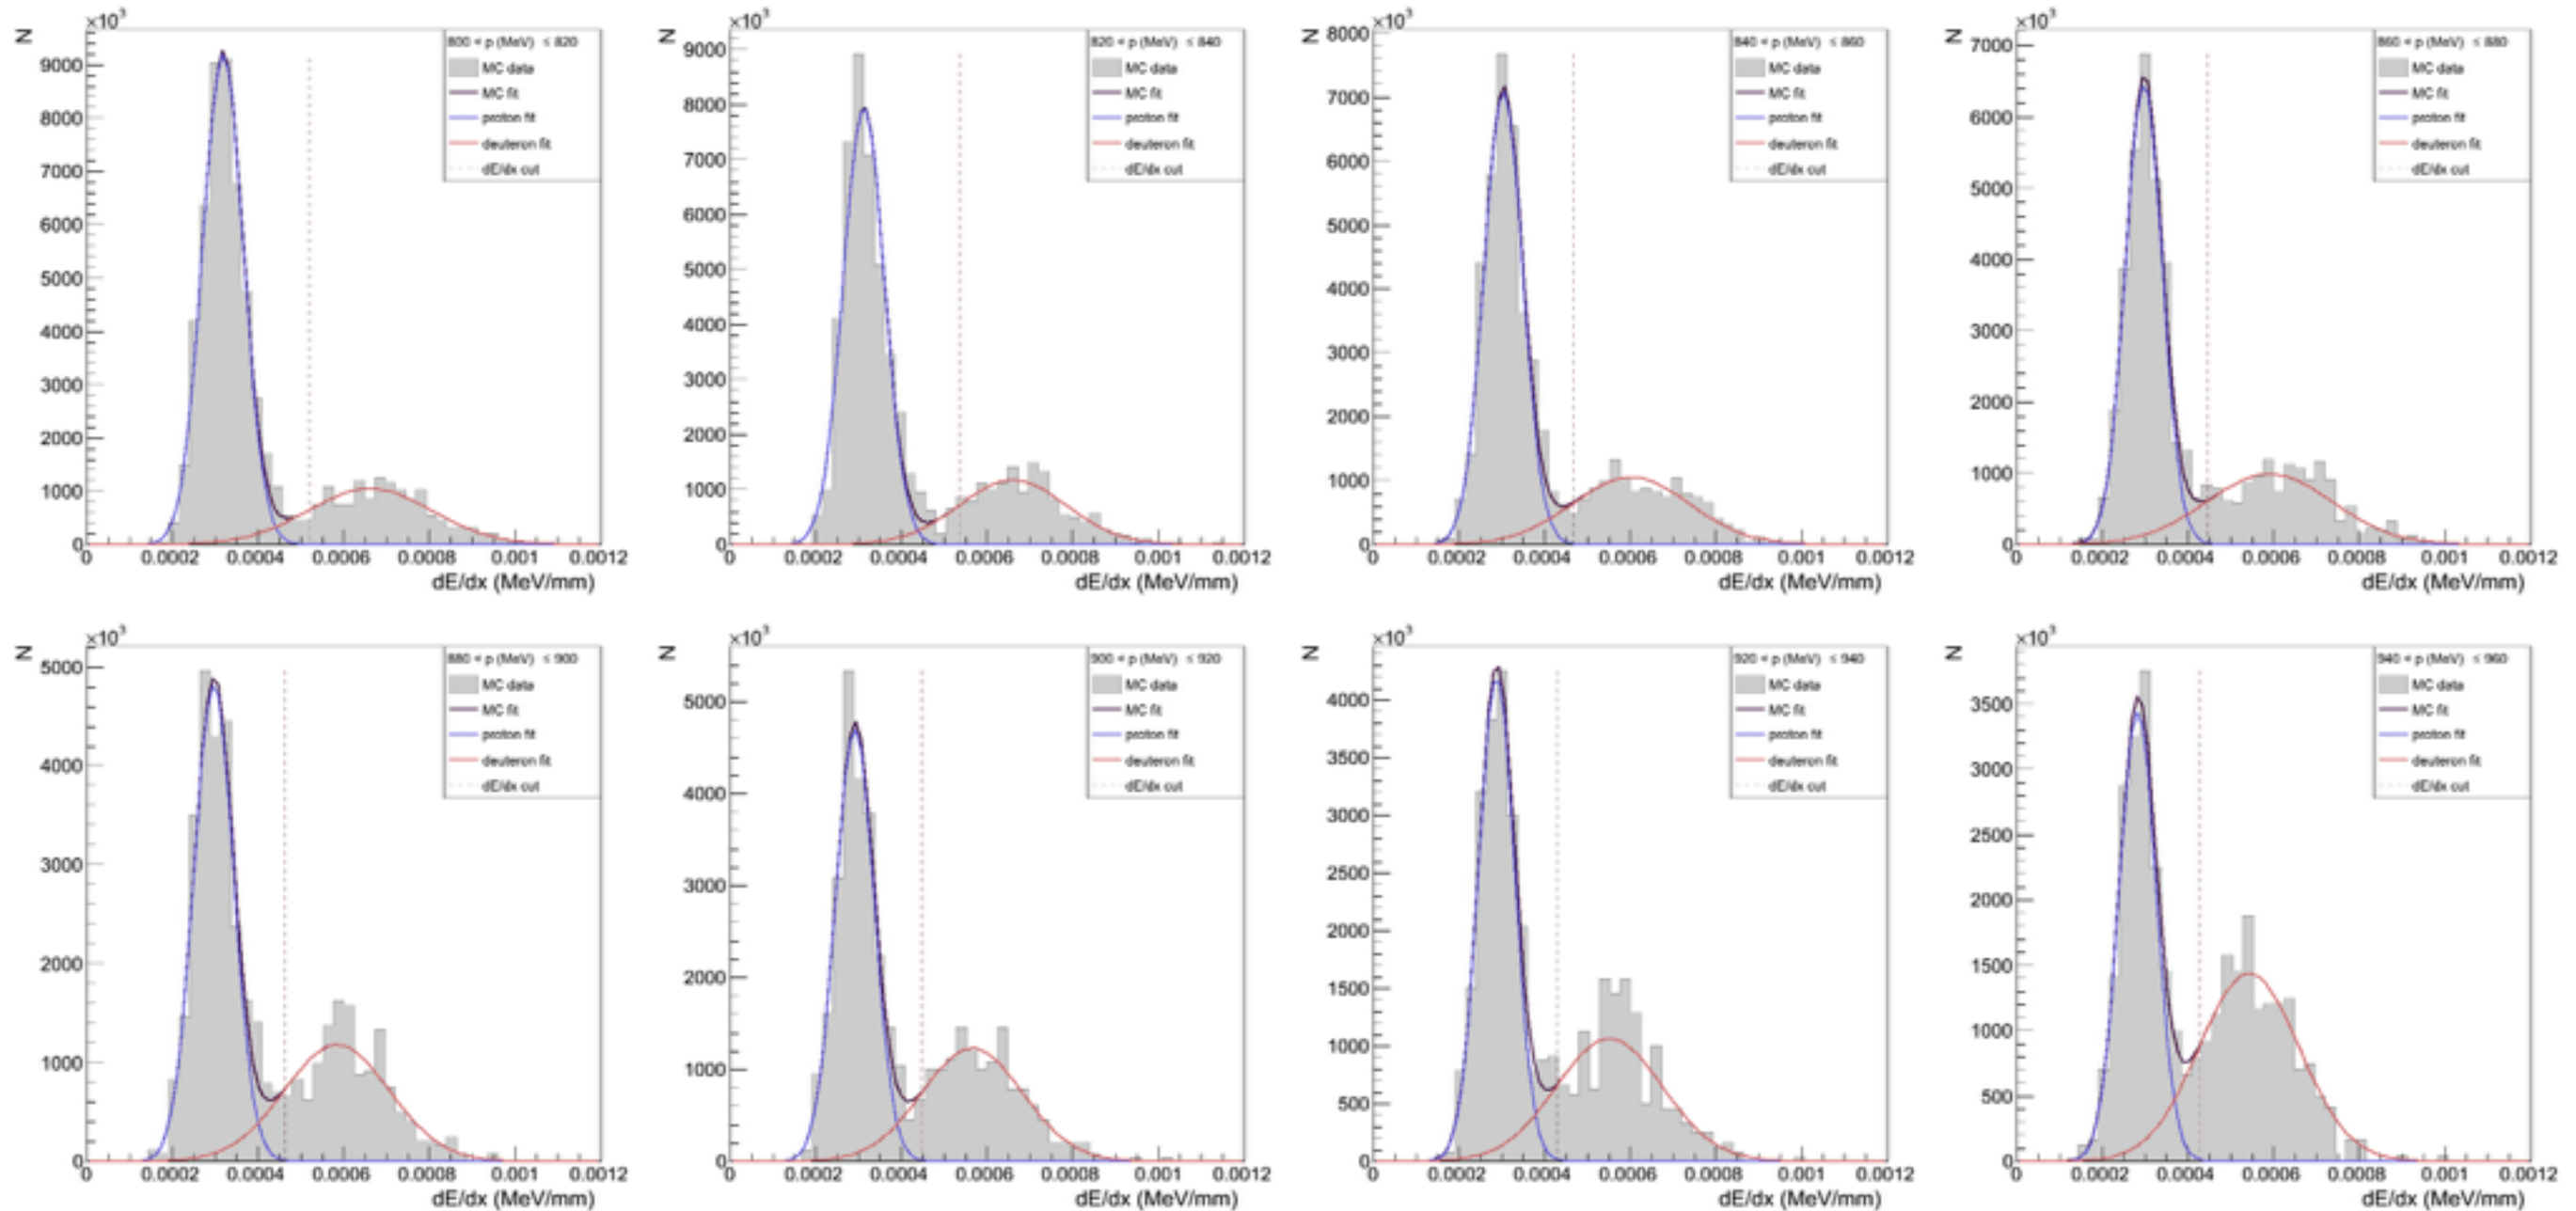 ×10³
N
800 < p (MeV) ≤ 820
MC data
MC fit
proton fit
deuteron fit
dE/dx cut
9000
8000
7000
6000
5000
4000
3000
2000
1000
0
0 0.0002 0.0004 0.0006 0.0008 0.001 0.0012
dE/dx (MeV/mm)
×10³
N
820 < p (MeV) ≤ 840
MC data
MC fit
proton fit
deuteron fit
dE/dx cut
9000
8000
7000
6000
5000
4000
3000
2000
1000
0
0 0.0002 0.0004 0.0006 0.0008 0.001 0.0012
dE/dx (MeV/mm)
×10³
N
840 < p (MeV) ≤ 860
MC data
MC fit
proton fit
deuteron fit
dE/dx cut
8000
7000
6000
5000
4000
3000
2000
1000
0
0 0.0002 0.0004 0.0006 0.0008 0.001 0.0012
dE/dx (MeV/mm)
×10³
N
860 < p (MeV) ≤ 880
MC data
MC fit
proton fit
deuteron fit
dE/dx cut
7000
6000
5000
4000
3000
2000
1000
0
0 0.0002 0.0004 0.0006 0.0008 0.001 0.0012
dE/dx (MeV/mm)
×10³
N
880 < p (MeV) ≤ 900
MC data
MC fit
proton fit
deuteron fit
dE/dx cut
5000
4000
3000
2000
1000
0
0 0.0002 0.0004 0.0006 0.0008 0.001 0.0012
dE/dx (MeV/mm)
×10³
N
900 < p (MeV) ≤ 920
MC data
MC fit
proton fit
deuteron fit
dE/dx cut
5000
4000
3000
2000
1000
0
0 0.0002 0.0004 0.0006 0.0008 0.001 0.0012
dE/dx (MeV/mm)
×10³
N
920 < p (MeV) ≤ 940
MC data
MC fit
proton fit
deuteron fit
dE/dx cut
4000
3500
3000
2500
2000
1500
1000
500
0
0 0.0002 0.0004 0.0006 0.0008 0.001 0.0012
dE/dx (MeV/mm)
×10³
N
940 < p (MeV) ≤ 960
MC data
MC fit
proton fit
deuteron fit
dE/dx cut
3500
3000
2500
2000
1500
1000
500
0
0 0.0002 0.0004 0.0006 0.0008 0.001 0.0012
dE/dx (MeV/mm)